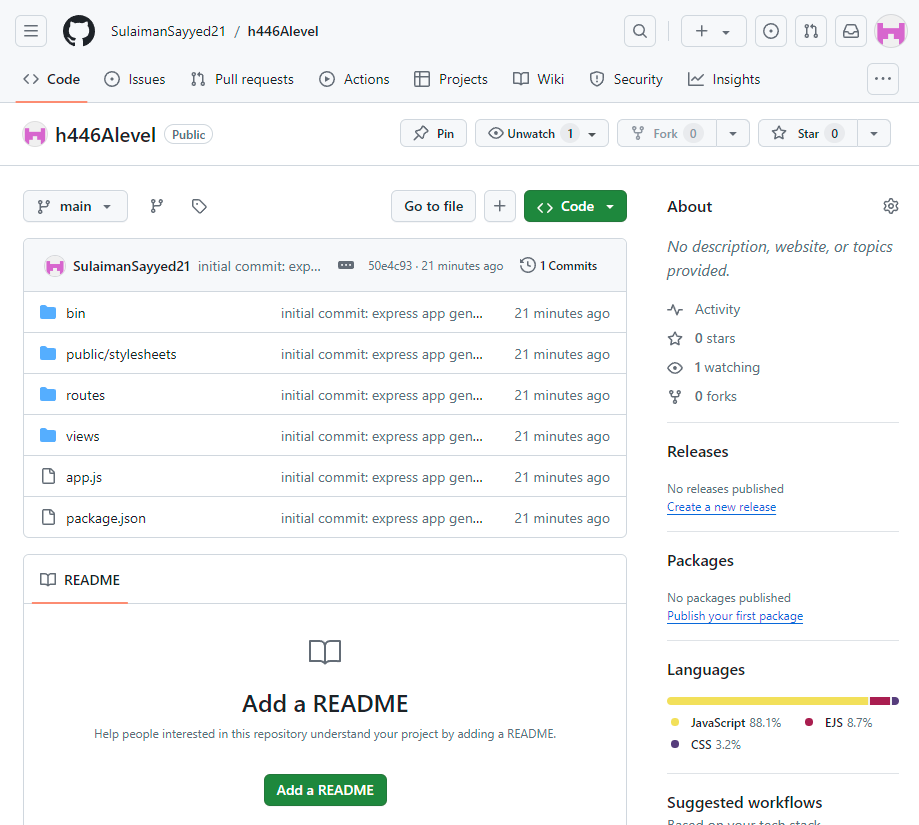 SulaimanSayyed21 / h446Alevel
Code Issues Pull requests Actions Projects Wiki Security Insights
h446Alevel Public Pin Unwatch 1 Fork 0 Star 0
main Go to file Code
SulaimanSayyed21 initial commit: exp... 50e4c93 · 21 minutes ago 1 Commits
bin initial commit: express app gen... 21 minutes ago
public/stylesheets initial commit: express app gen... 21 minutes ago
routes initial commit: express app gen... 21 minutes ago
views initial commit: express app gen... 21 minutes ago
app.js initial commit: express app gen... 21 minutes ago
package.json initial commit: express app gen... 21 minutes ago
README
Add a README
Help people interested in this repository understand your project by adding a README.
Add a README
About
No description, website, or topics
provided.
Activity
0 stars
1 watching
0 forks
Releases
No releases published
Create a new release
Packages
No packages published
Publish your first package
Languages
JavaScript 88.1% EJS 8.7%
CSS 3.2%
Suggested workflows
Based on your tech stack